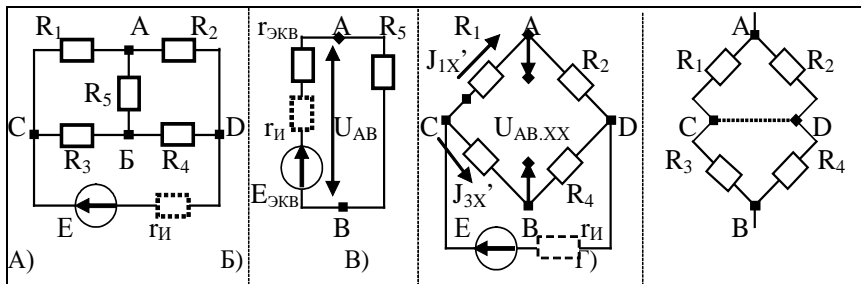 R1 A R2
R5
C D
R3 Б R4
E rИ
А)
rЭКВ R5
rИ
UAB
EЭКВ
B
Б)
R1 A
J1X’ R2
C D
UAB.XX
J3X’ R4
E B rИ
В)
A
R1 R2
C D
R3 R4
B
Г)